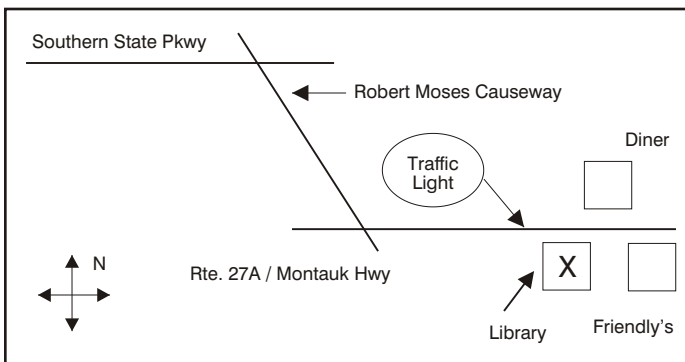 Southern State Pkwy
Robert Moses Causeway
Diner
Traffic
Light
N
Rte. 27A / Montauk Hwy
X
Library
Friendly's